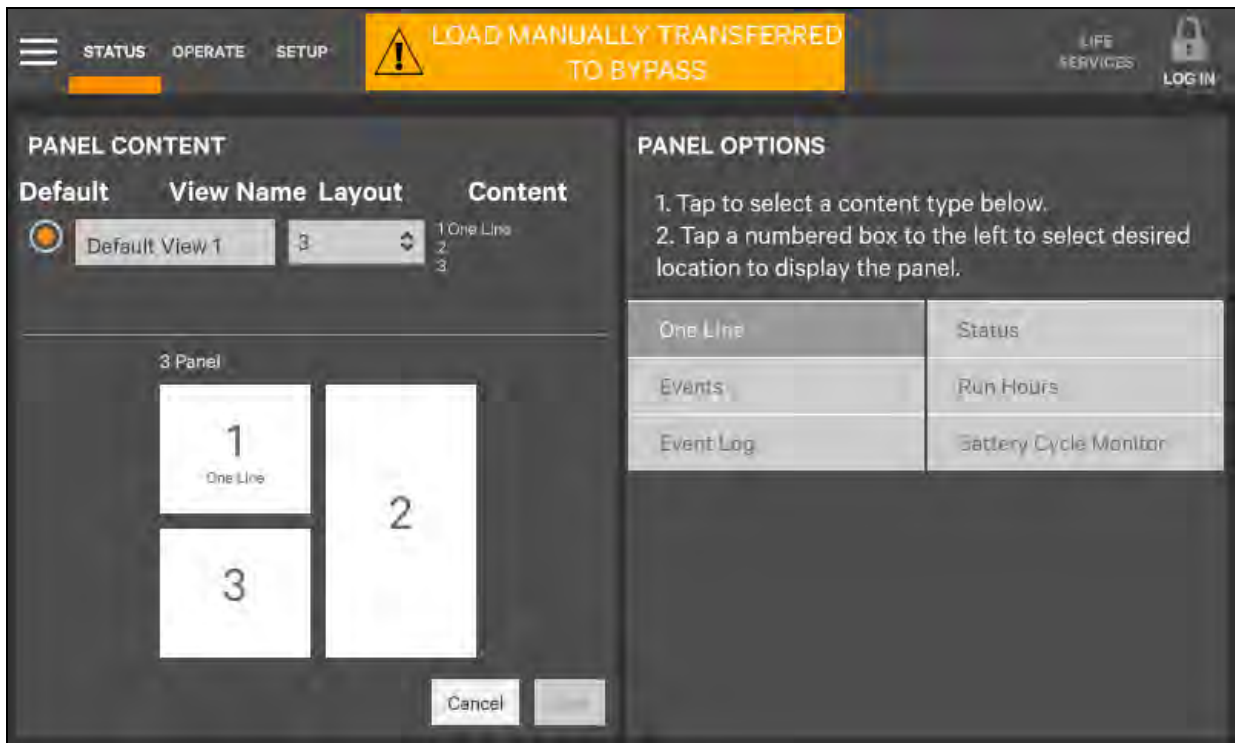 STATUS OPERATE SETUP
LOAD MANUALLY TRANSFERRED
TO BYPASS
LIFE
SERVICES
LOG IN
PANEL CONTENT
Default View Name Layout Content
Default View 1
3
1 One Line
2
3
3 Panel
1
One Line
2
3
Cancel
PANEL OPTIONS
1. Tap to select a content type below.
2. Tap a numbered box to the left to select desired
location to display the panel.
One Line Status
Events Run Hours
Event Log Battery Cycle Monitor